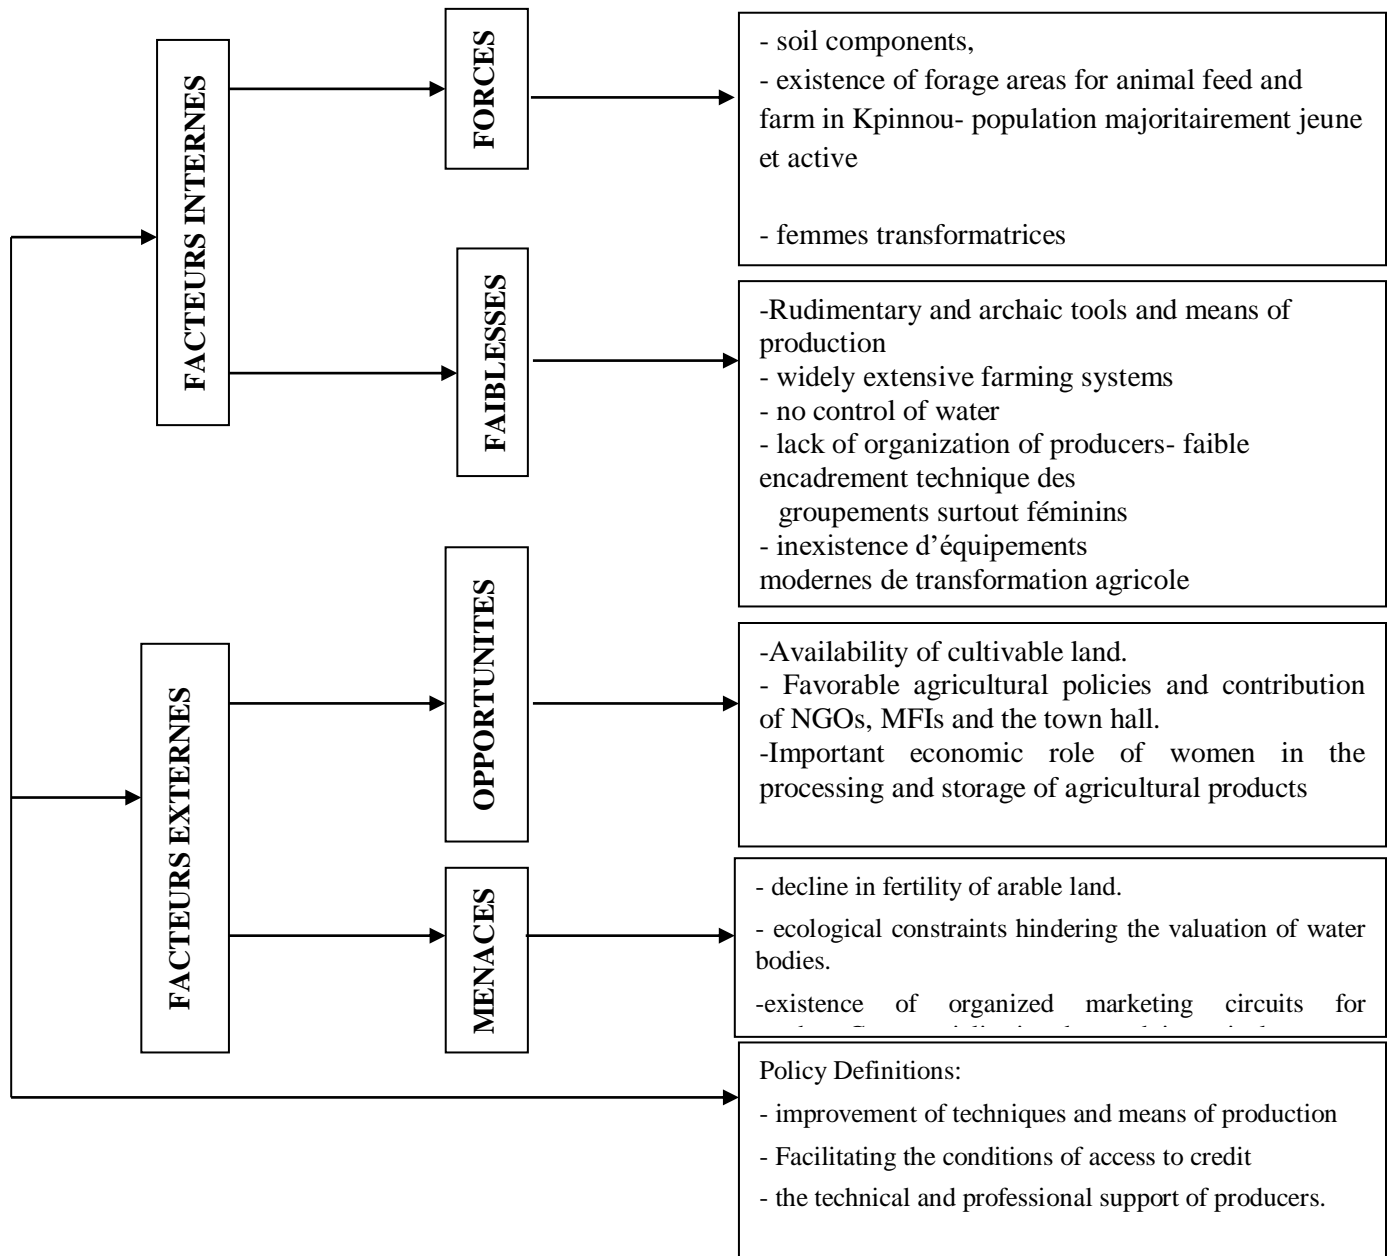 FACTEURS INTERNES
FORCES
- soil components,
- existence of forage areas for animal feed and
farm in Kpinnou- population majoritairement jeune
et active
- femmes transformatrices
FAIBLESSES
-Rudimentary and archaic tools and means of
production
- widely extensive farming systems
- no control of water
- lack of organization of producers- faible
encadrement technique des
groupements surtout féminins
- inexistence d’équipements
modernes de transformation agricole
FACTEURS EXTERNES
OPPORTUNITES
-Availability of cultivable land.
- Favorable agricultural policies and contribution
of NGOs, MFIs and the town hall.
-Important economic role of women in the
processing and storage of agricultural products
MENACES
- decline in fertility of arable land.
- ecological constraints hindering the valuation of water
bodies.
-existence of organized marketing circuits for
Policy Definitions:
- improvement of techniques and means of production
- Facilitating the conditions of access to credit
- the technical and professional support of producers.